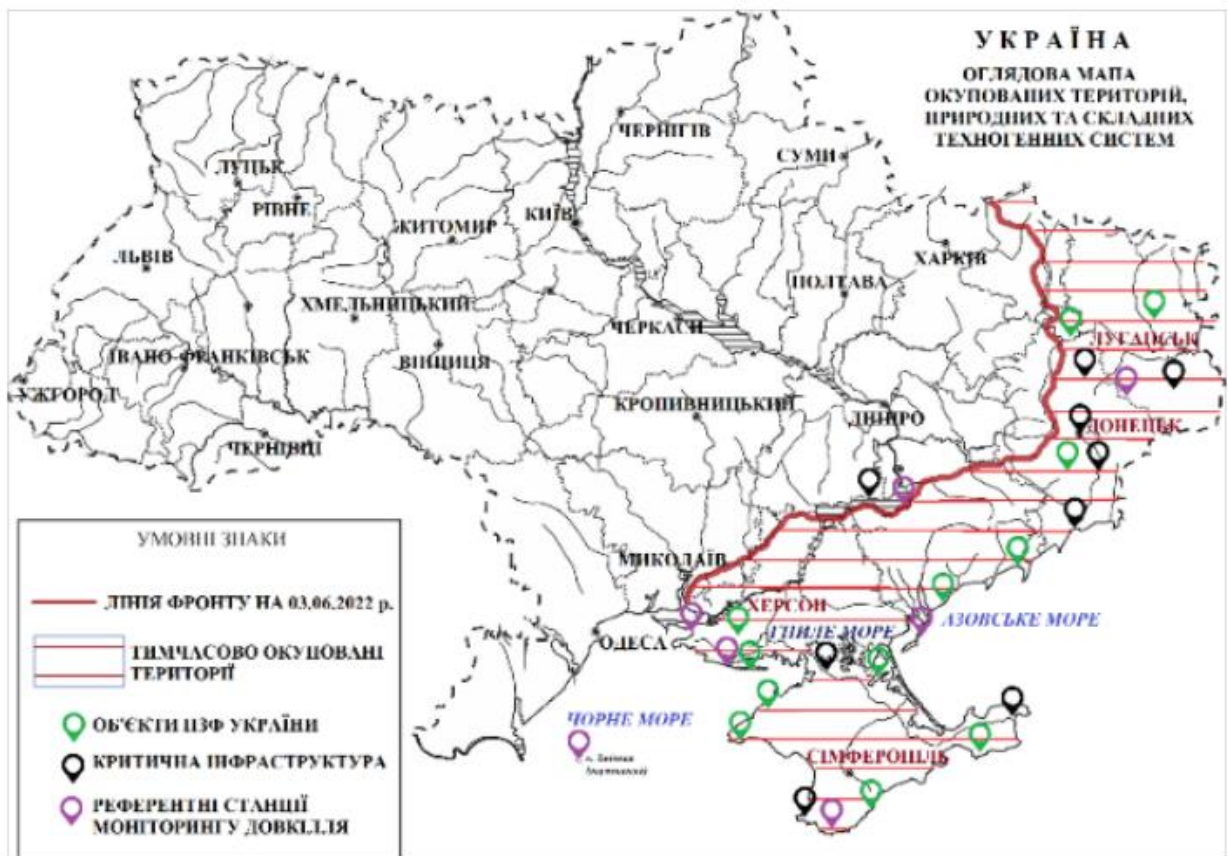 УКРАЇНА
ОГЛЯДОВА МАПА
ОКУПОВАНИХ ТЕРИТОРІЙ,
ПРИРОДНИХ ТА СКЛАДНИХ
ТЕХНОГЕННИХ СИСТЕМ
ЧЕРНІГІВ
СУМИ
ЛУЦЬК
РІВНЕ
ЖИТОМИР
КИЇВ
ХАРКІВ
ЛЬВІВ
ПОЛТАВА
ХМЕЛЬНИЦЬКИЙ
ЧЕРКАСИ
ВІННИЦЯ
ЛУГАНСЬК
ІВАНО-ФРАНКІВСЬК
УЖГОРОД
КРОПИВНИЦЬКИЙ
ДНІПРО
ДОНЕЦЬК
ЧЕРНІВЦІ
МИКОЛАЇВ
ХЕРСОН
АЗОВСЬКЕ МОРЕ
ОДЕСА
ГНИЛЕ МОРЕ
ЧОРНЕ МОРЕ
СІМФЕРОПІЛЬ
УМОВНІ ЗНАКИ
ЛІНІЯ ФРОНТУ НА 03.06.2022 р.
ТИМЧАСОВО ОКУПОВАНІ
ТЕРИТОРІЇ
ОБ'ЄКТИ ПЗФ УКРАЇНИ
КРИТИЧНА ІНФРАСТРУКТУРА
РЕФЕРЕНТНІ СТАНЦІЇ
МОНІТОРИНГУ ДОВКІЛЛЯ